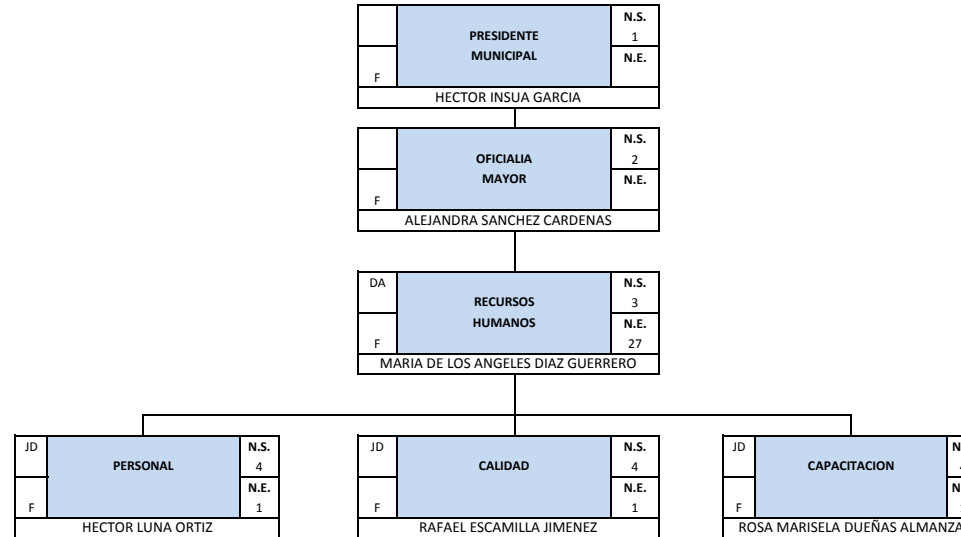 PRESIDENTE
MUNICIPAL
N.S.
1
N.E.
F
HECTOR INSUA GARCIA
OFICIALIA
MAYOR
N.S.
2
N.E.
F
ALEJANDRA SANCHEZ CARDENAS
DA
RECURSOS
HUMANOS
N.S.
3
N.E.
27
F
MARIA DE LOS ANGELES DIAZ GUERRERO
JD
PERSONAL
N.S.
4
N.E.
1
F
HECTOR LUNA ORTIZ
JD
CALIDAD
N.S.
4
N.E.
1
F
RAFAEL ESCAMILLA JIMENEZ
JD
CAPACITACION
F
ROSA MARISELA DUEÑAS ALMANZA